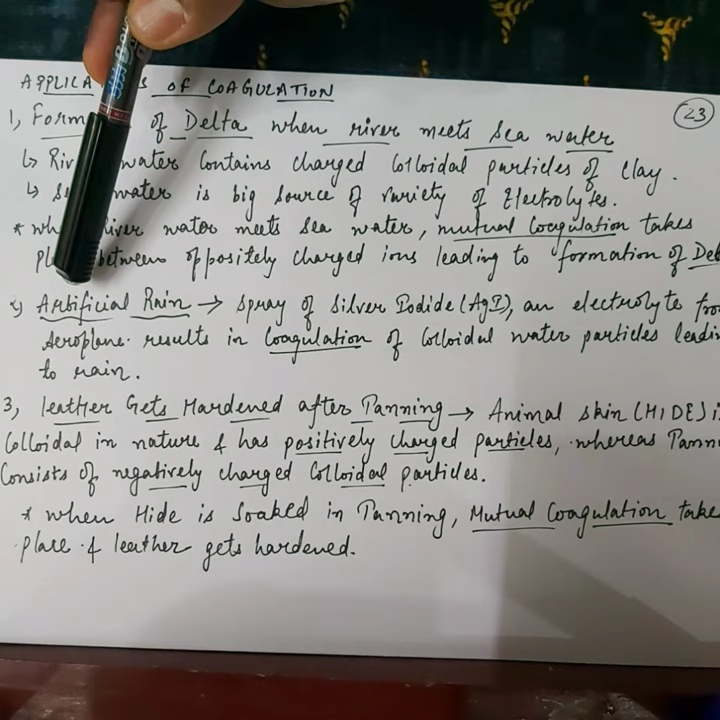 APPLICA S OF COAGULATION
23
1, Form of Delta when river meets Sea water
↳ Riv water Contains charged Colloidal particles of Clay.
↳ S water is big source of variety of Electrolytes.
* wh River water meets Sea water, mutual Coagulation takes
pl between oppositely charged ions leading to formation of Del
Artificial Rain → spray of Silver Iodide (AgI), an electrolyte fro
Aeroplane. results in Coagulation of Colloidal water particles leadin
to rain.
3, leather Gets Hardened after Tanning → Animal skin (HIDE) i
Colloidal in nature & has positively charged particles, whereas Tann
Consists of negatively charged Colloidal particles.
* when Hide is Soaked in Tanning, Mutual Coagulation take
place & leather gets hardened.